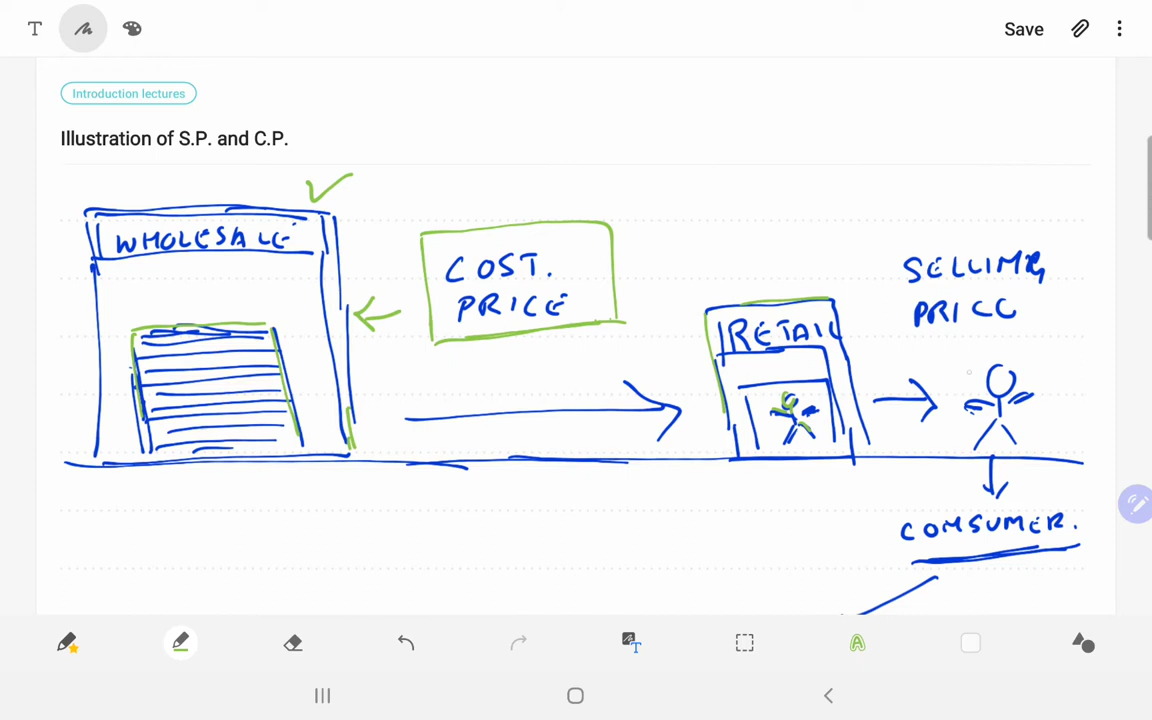 Save
Introduction lectures
Illustration of S.P. and C.P.
WHOLESALE
COST.
PRICE
RETAIL
SELLING
PRICE
CONSUMER.